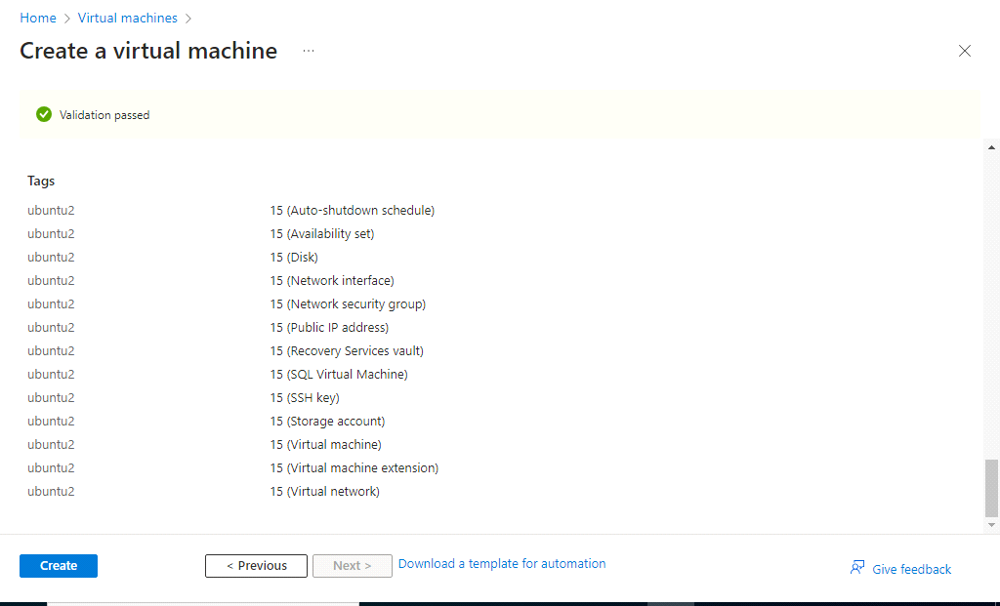 Home > Virtual machines >
Create a virtual machine ...
Validation passed
Tags
ubuntu2 15 (Auto-shutdown schedule)
ubuntu2 15 (Availability set)
ubuntu2 15 (Disk)
ubuntu2 15 (Network interface)
ubuntu2 15 (Network security group)
ubuntu2 15 (Public IP address)
ubuntu2 15 (Recovery Services vault)
ubuntu2 15 (SQL Virtual Machine)
ubuntu2 15 (SSH key)
ubuntu2 15 (Storage account)
ubuntu2 15 (Virtual machine)
ubuntu2 15 (Virtual machine extension)
ubuntu2 15 (Virtual network)
Create < Previous Next > Download a template for automation Give feedback